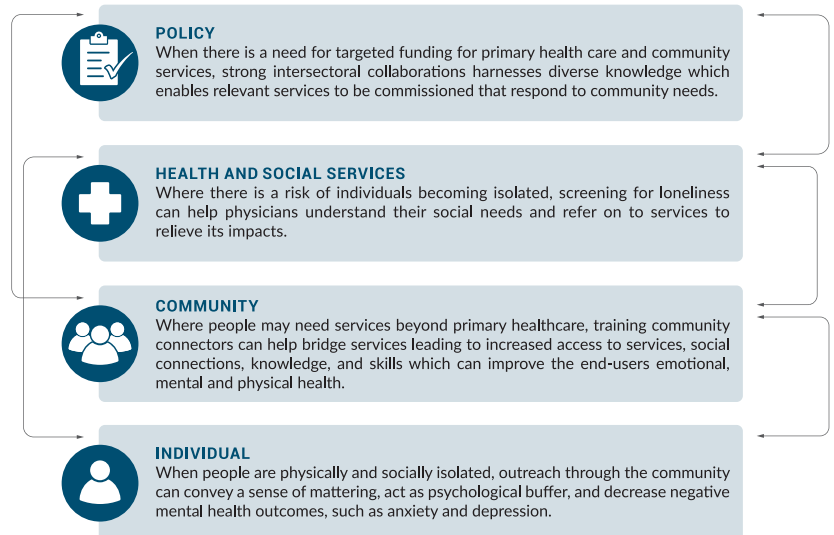 POLICY
When there is a need for targeted funding for primary health care and community
services, strong intersectoral collaborations harnesses diverse knowledge which
enables relevant services to be commissioned that respond to community needs.
HEALTH AND SOCIAL SERVICES
Where there is a risk of individuals becoming isolated, screening for loneliness
can help physicians understand their social needs and refer on to services to
relieve its impacts.
COMMUNITY
Where people may need services beyond primary healthcare, training community
connectors can help bridge services leading to increased access to services, social
connections, knowledge, and skills which can improve the end-users emotional,
mental and physical health.
INDIVIDUAL
When people are physically and socially isolated, outreach through the community
can convey a sense of mattering, act as psychological buffer, and decrease negative
mental health outcomes, such as anxiety and depression.